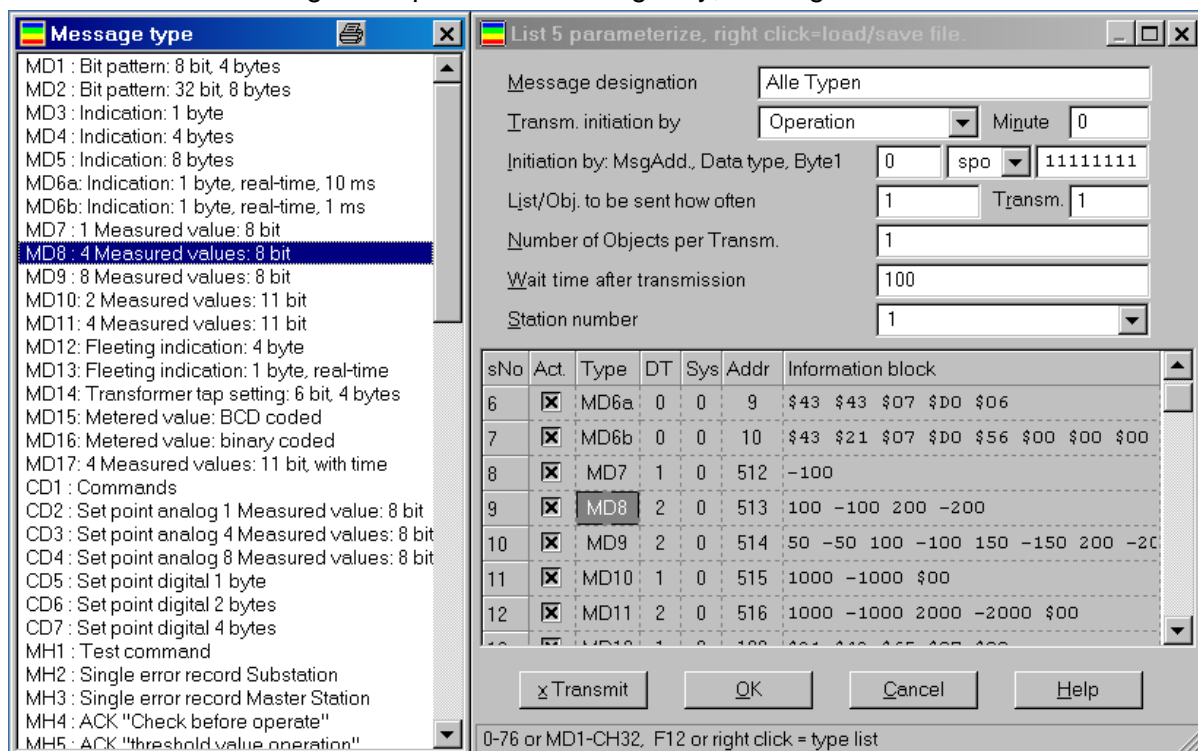 Message type
MD1 : Bit pattern: 8 bit, 4 bytes
MD2 : Bit pattern: 32 bit, 8 bytes
MD3 : Indication: 1 byte
MD4 : Indication: 4 bytes
MD5 : Indication: 8 bytes
MD6a: Indication: 1 byte, real-time, 10 ms
MD6b: Indication: 1 byte, real-time, 1 ms
MD7 : 1 Measured value: 8 bit
MD8 : 4 Measured values: 8 bit
MD9 : 8 Measured values: 8 bit
MD10: 2 Measured values: 11 bit
MD11: 4 Measured values: 11 bit
MD12: Fleeting indication: 4 byte
MD13: Fleeting indication: 1 byte, real-time
MD14: Transformer tap setting: 6 bit, 4 bytes
MD15: Metered value: BCD coded
MD16: Metered value: binary coded
MD17: 4 Measured values: 11 bit, with time
CD1 : Commands
CD2 : Set point analog 1 Measured value: 8 bit
CD3 : Set point analog 4 Measured values: 8 bit
CD4 : Set point analog 8 Measured values: 8 bit
CD5 : Set point digital 1 byte
CD6 : Set point digital 2 bytes
CD7 : Set point digital 4 bytes
MH1 : Test command
MH2 : Single error record Substation
MH3 : Single error record Master Station
MH4 : ACK "Check before operate"
MH5 : ACK "threshold value operation"
List 5 parameterize, right click=load/save file.
Message designation Alle Typen
Transm. initiation by Operation Minute 0
Initiation by: MsgAdd., Data type, Byte1 0 spo 11111111
List/Obj. to be sent how often 1 Transm. 1
Number of Objects per Transm. 1
Wait time after transmission 100
Station number 1
sNo Act. Type DT Sys Addr Information block
6 MD6a 0 0 9 $43 $43 $07 $D0 $06
7 MD6b 0 0 10 $43 $21 $07 $D0 $56 $00 $00 $00
8 MD7 1 0 512 -100
9 MD8 2 0 513 100 -100 200 -200
10 MD9 2 0 514 50 -50 100 -100 150 -150 200 -20
11 MD10 1 0 515 1000 -1000 $00
12 MD11 2 0 516 1000 -1000 2000 -2000 $00
x Transmit OK Cancel Help
0-76 or MD1-CH32, F12 or right click = type list